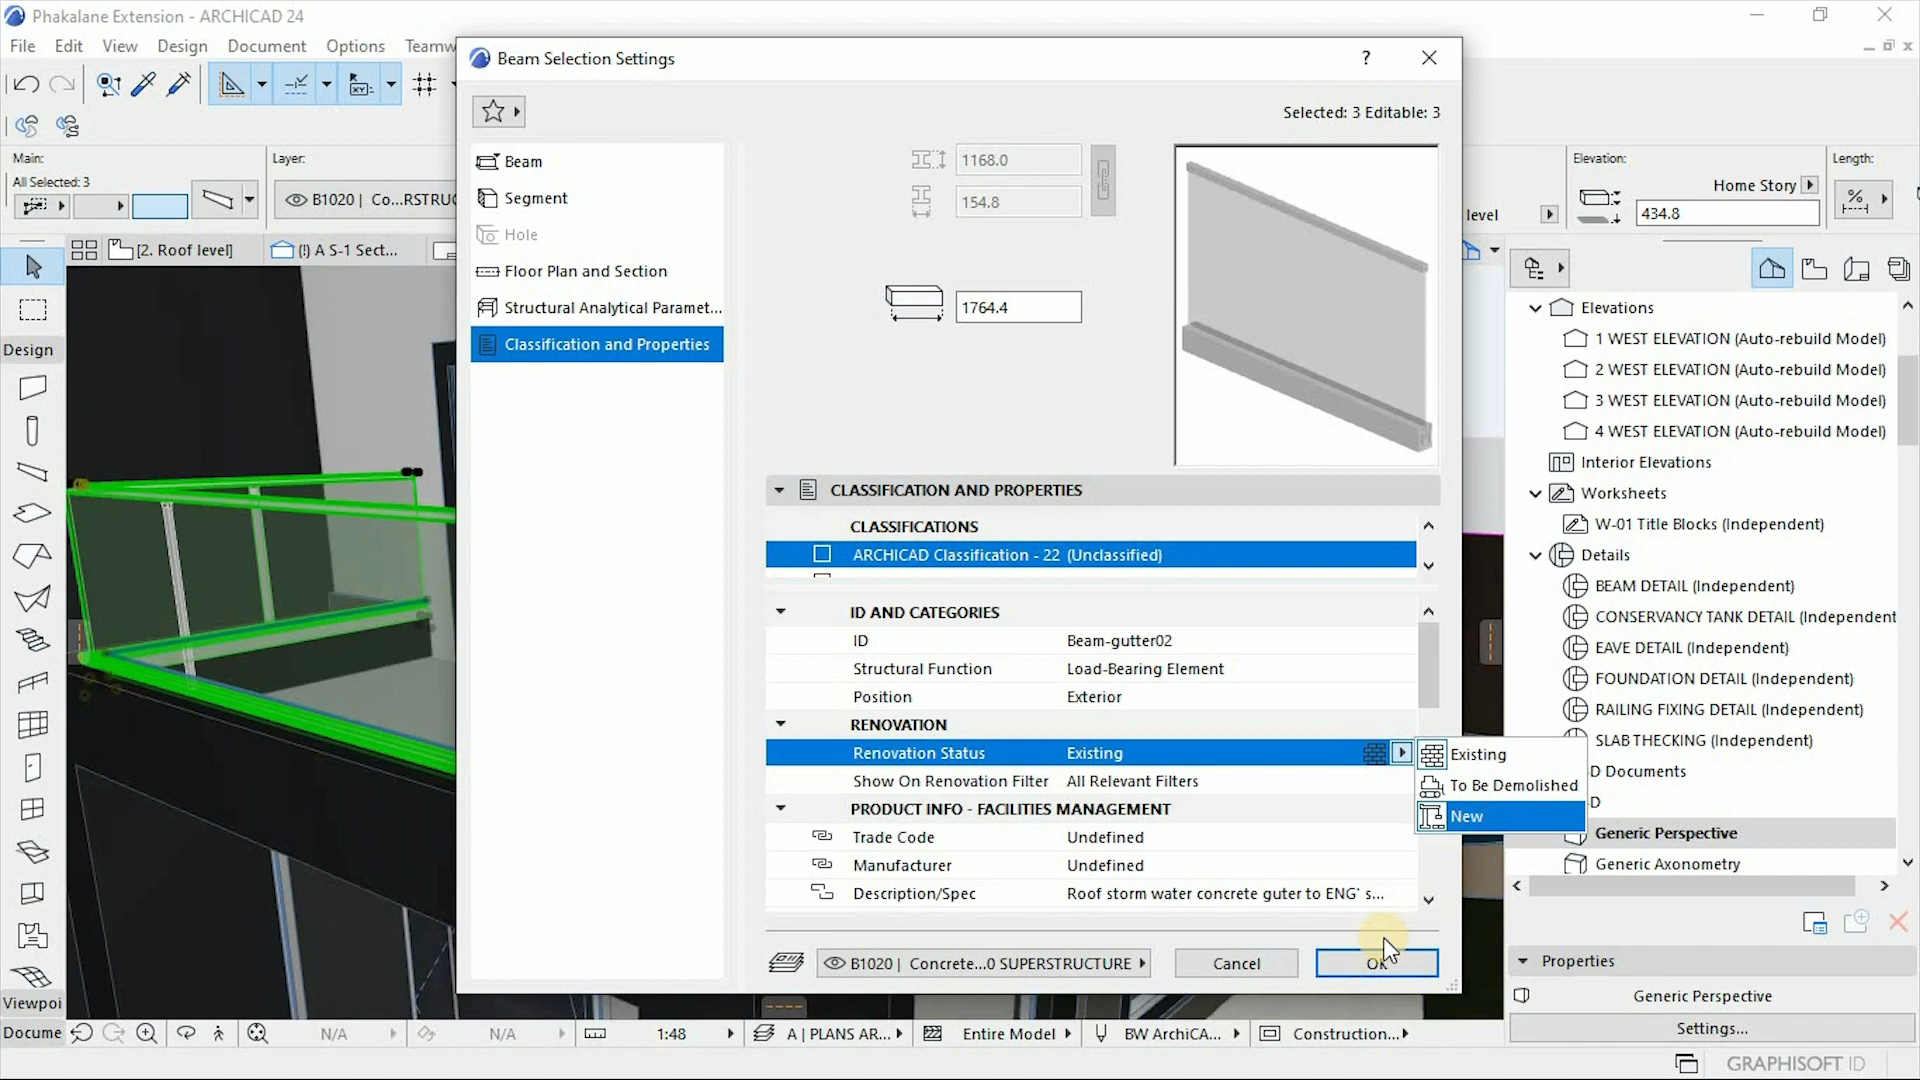 Phakalane Extension - ARCHICAD 24
File Edit View Design Document Options Teamw
Main:
All Selected: 3
Layer:
B1020 | Co...RSTRUC
[2. Roof level]
(!) A S-1 Sect...
Design
Viewpoi
Docume
Beam Selection Settings
?
Selected: 3 Editable: 3
Beam
Segment
Hole
Floor Plan and Section
Structural Analytical Paramet...
Classification and Properties
1168.0
154.8
1764.4
CLASSIFICATION AND PROPERTIES
CLASSIFICATIONS
ARCHICAD Classification - 22 (Unclassified)
ID AND CATEGORIES
ID Beam-gutter02
Structural Function Load-Bearing Element
Position Exterior
RENOVATION
Renovation Status Existing
Show On Renovation Filter All Relevant Filters
PRODUCT INFO - FACILITIES MANAGEMENT
Trade Code Undefined
Manufacturer Undefined
Description/Spec Roof storm water concrete guter to ENG' s...
Existing
To Be Demolished
New
B1020 | Concrete...0 SUPERSTRUCTURE
Cancel
OK
level
Elevation:
Home Story
434.8
Length:
%
Elevations
1 WEST ELEVATION (Auto-rebuild Model)
2 WEST ELEVATION (Auto-rebuild Model)
3 WEST ELEVATION (Auto-rebuild Model)
4 WEST ELEVATION (Auto-rebuild Model)
Interior Elevations
Worksheets
W-01 Title Blocks (Independent)
Details
BEAM DETAIL (Independent)
CONSERVANCY TANK DETAIL (Independent
EAVE DETAIL (Independent)
FOUNDATION DETAIL (Independent)
RAILING FIXING DETAIL (Independent)
SLAB THECKING (Independent)
D Documents
D
Generic Perspective
Generic Axonometry
Properties
Generic Perspective
Settings...
N/A
N/A
1:48
A | PLANS AR...
Entire Model
BW ArchiCA...
Construction...
GRAPHISOFT ID